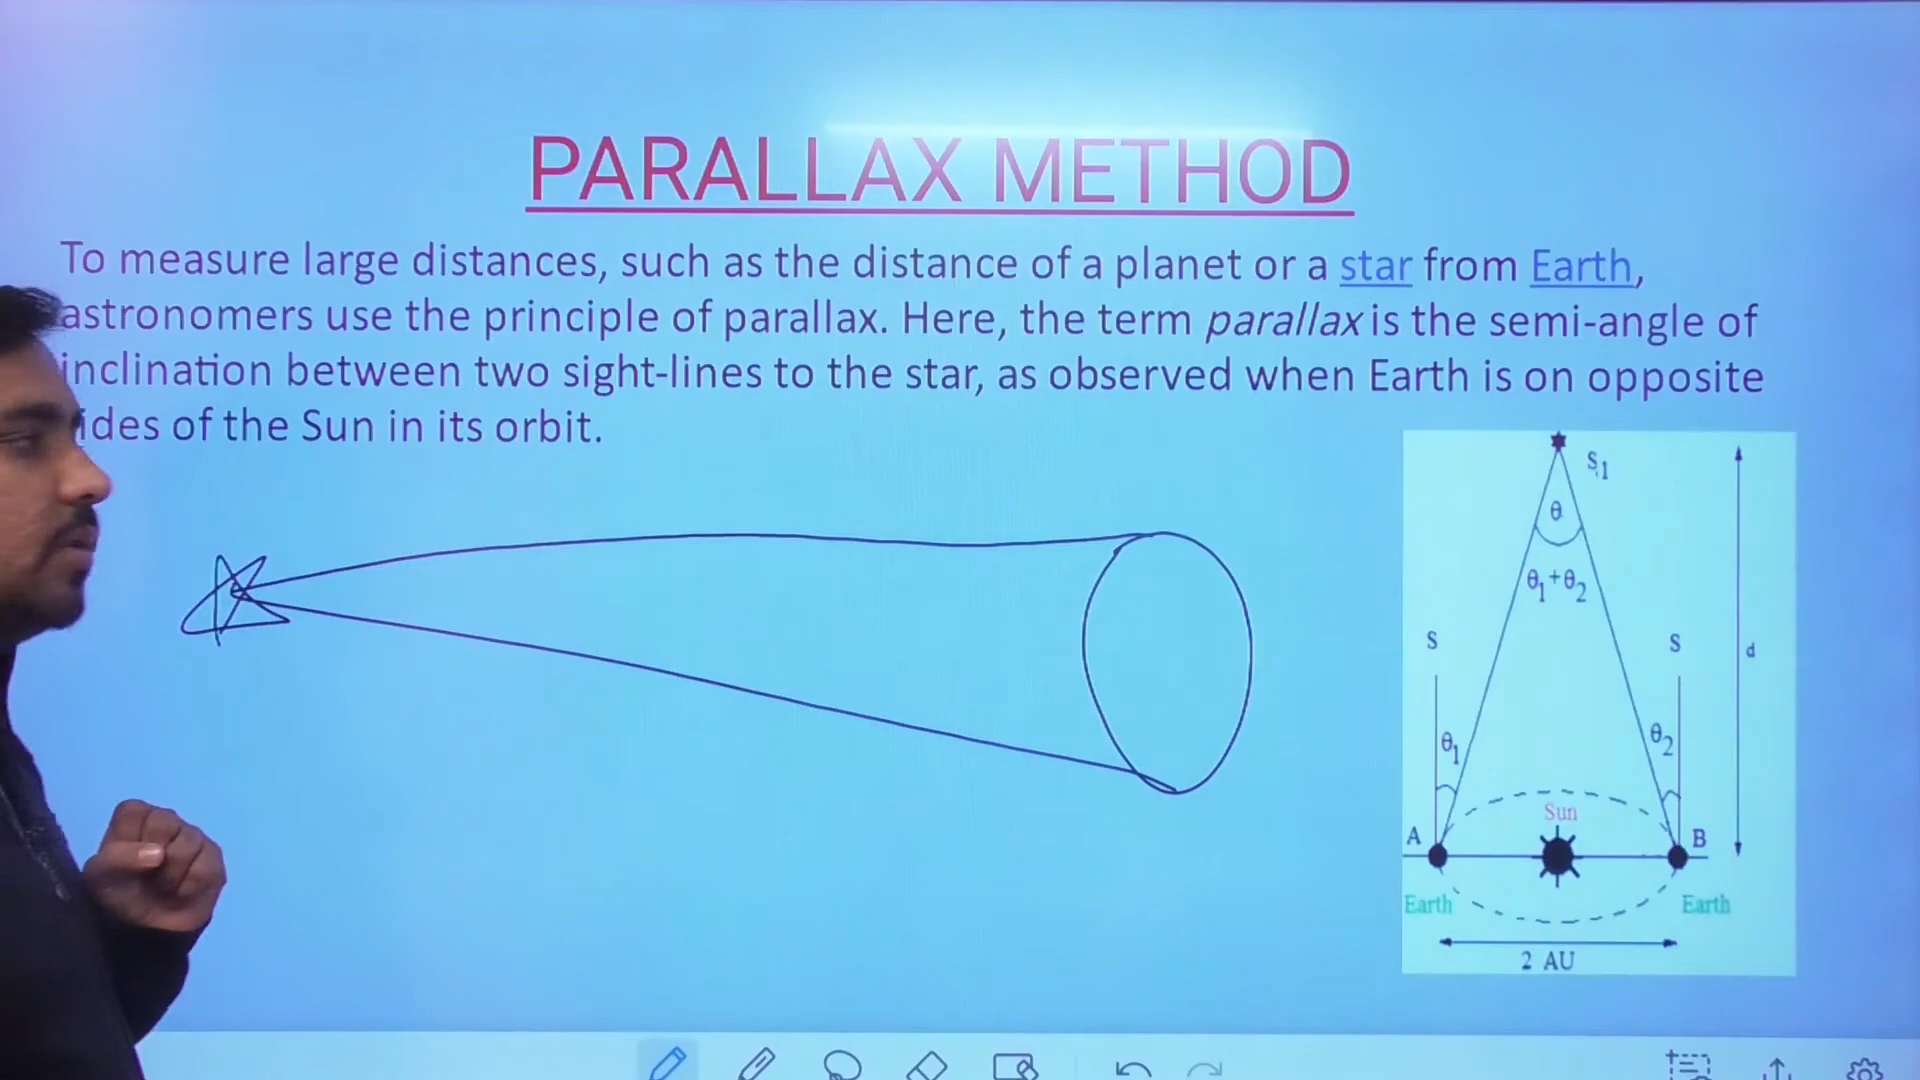 PARALLAX METHOD
To measure large distances, such as the distance of a planet or a star from Earth,
astronomers use the principle of parallax. Here, the term parallax is the semi-angle of
inclination between two sight-lines to the star, as observed when Earth is on opposite
ides of the Sun in its orbit.
S1
θ
θ1+θ2
S
S
d
θ1
θ2
Sun
A
B
Earth
Earth
2 AU